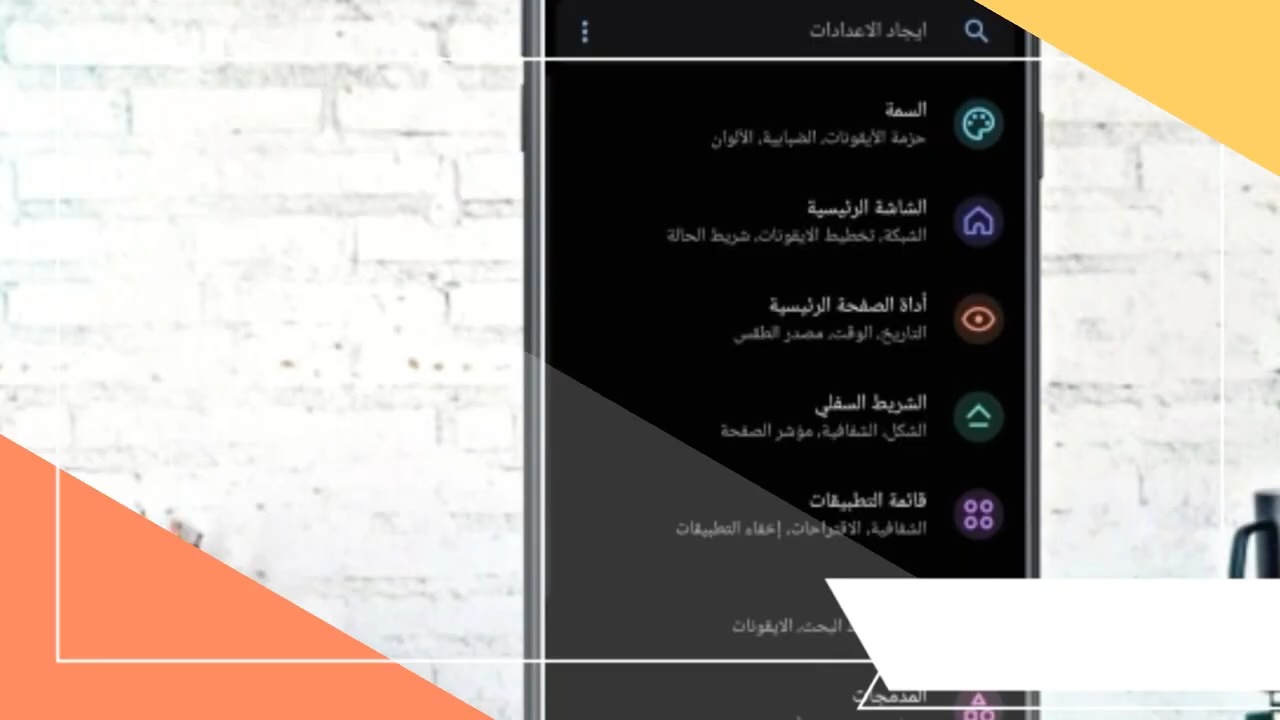 ايجاد الاعدادات
السمة
حزمة الأيقونات، الضبابية، الألوان
الشاشة الرئيسية
الشبكة، تخطيط الايقونات، شريط الحالة
أداة الصفحة الرئيسية
التاريخ، الوقت، مصدر الطقس
الشريط السفلي
الشكل، الشفافية، مؤشر الصفحة
قائمة التطبيقات
الشفافية، الاقتراحات، إخفاء التطبيقات
البحث، الايقونات
المدمجات